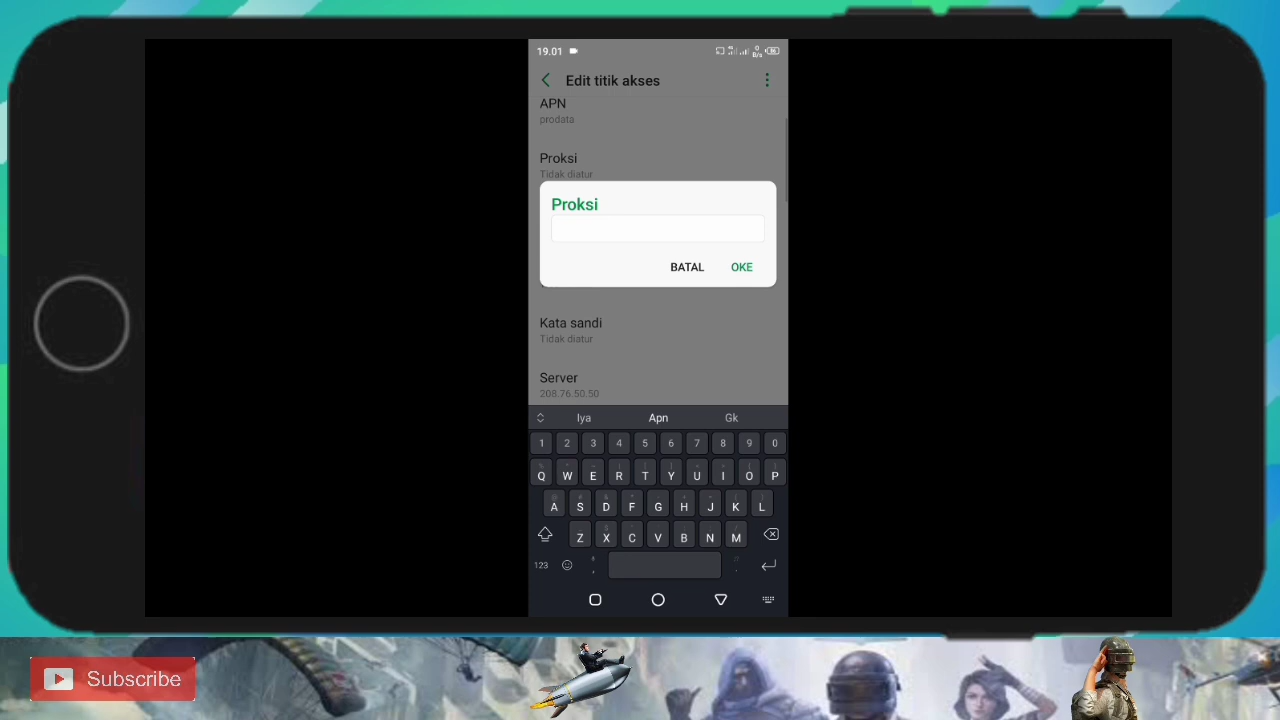 19.01
Edit titik akses
APN
prodata
Proksi
Tidak diatur
Proksi
BATAL OKE
Kata sandi
Tidak diatur
Server
208.76.50.50
Iya Apn Gk
1 2 3 4 5 6 7 8 9 0
Q W E R T Y U I O P
A S D F G H J K L
Z X C V B N M
123 , .
Subscribe